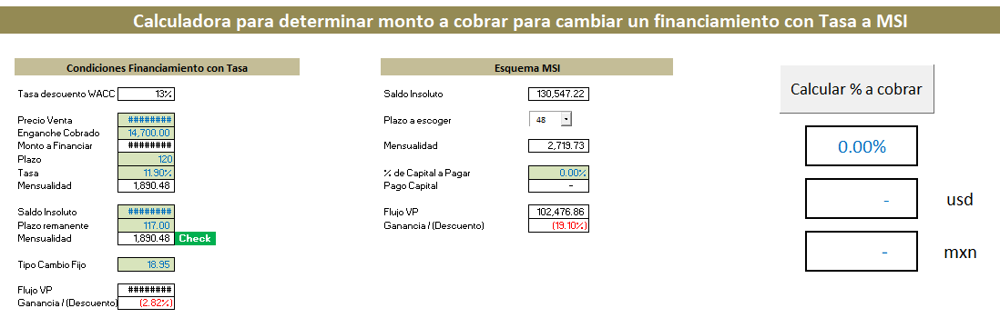 Calculadora para determinar monto a cobrar para cambiar un financiamiento con Tasa a MSI
Condiciones Financiamiento con Tasa
Tasa descuento WACC 13%
Precio Venta ########
Enganche Cobrado 14,700.00
Monto a Financiar ########
Plazo 120
Tasa 11.90%
Mensualidad 1,890.48
Saldo Insoluto ########
Plazo remanente 117.00
Mensualidad 1,890.48 Check
Tipo Cambio Fijo 18.95
Flujo VP ########
Ganancia / (Descuento) (2.82%)
Esquema MSI
Saldo Insoluto 130,547.22
Plazo a escoger 48
Mensualidad 2,719.73
% de Capital a Pagar 0.00%
Pago Capital -
Flujo VP 102,476.86
Ganancia / (Descuento) (19.10%)
Calcular % a cobrar
0.00%
- usd
- mxn